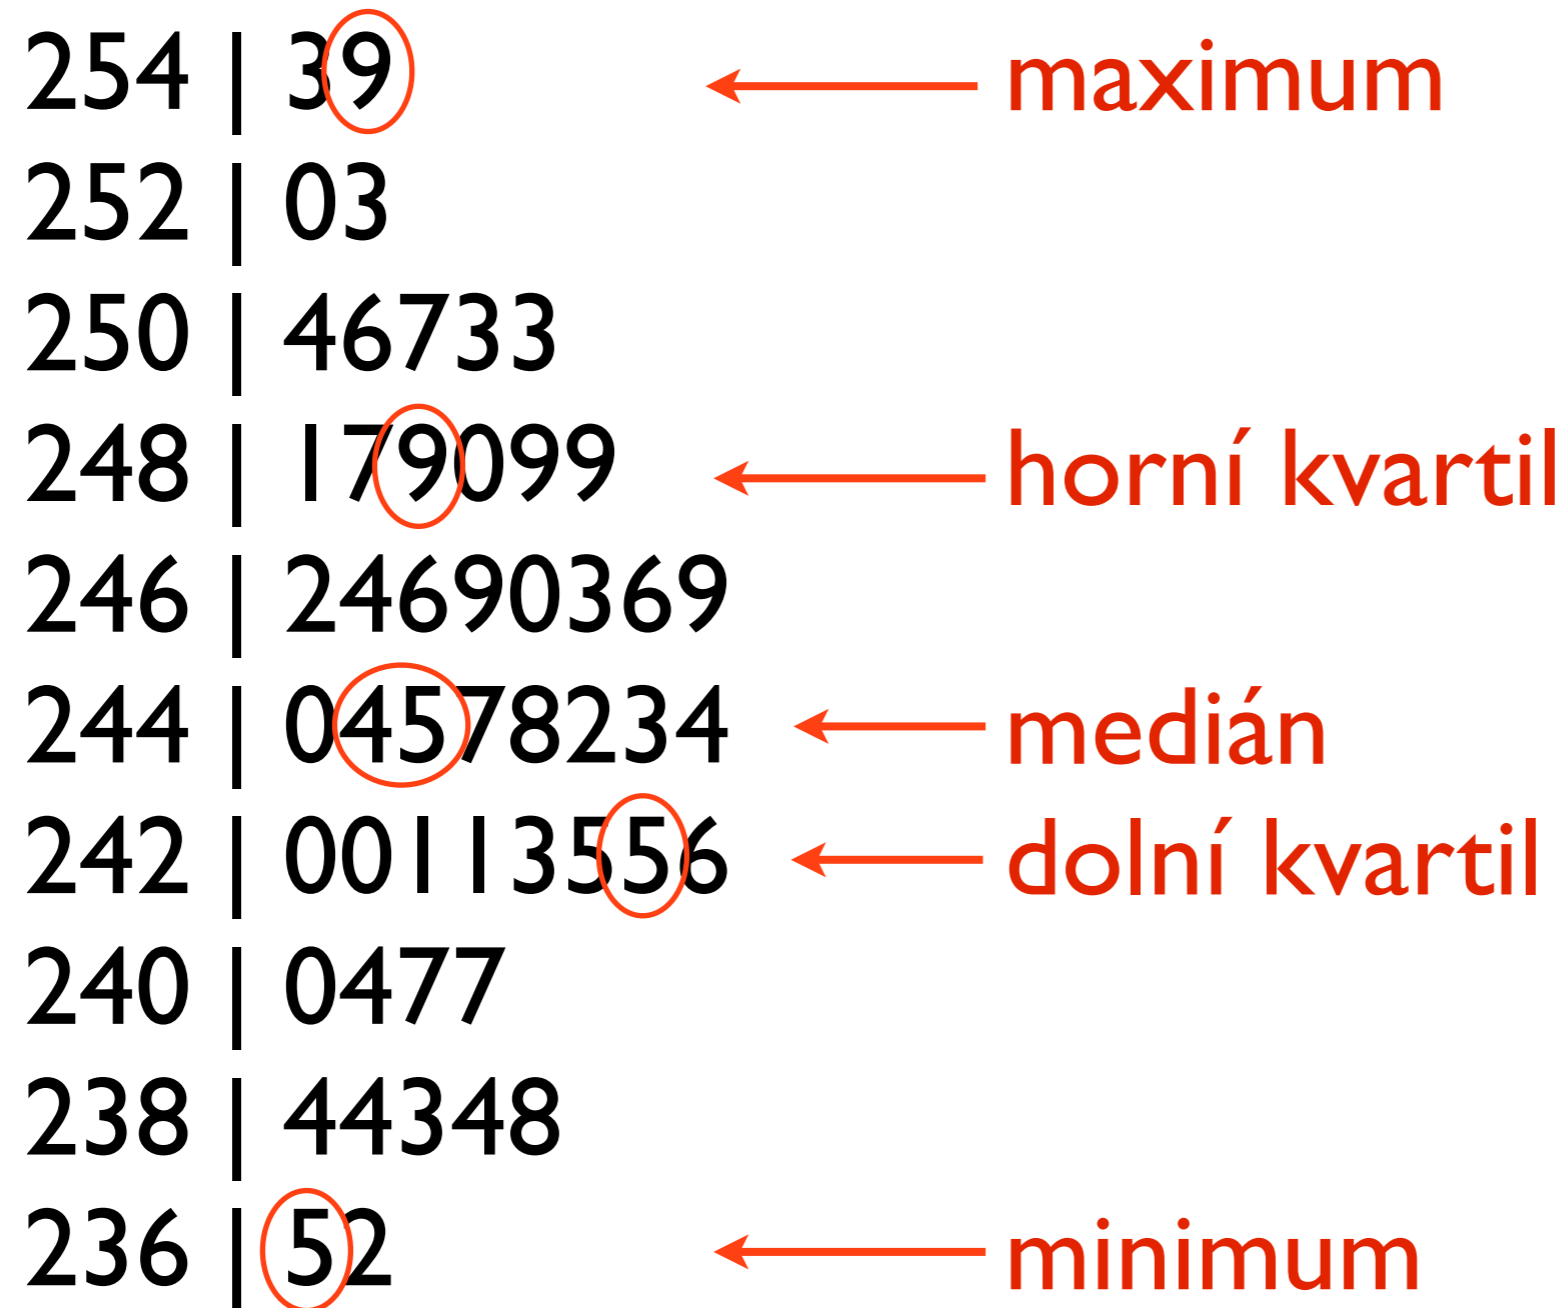 254 | 39 maximum
252 | 03
250 | 46733
248 | 179099 horní kvartil
246 | 24690369
244 | 04578234 medián
242 | 00113556 dolní kvartil
240 | 0477
238 | 44348
236 | 52 minimum